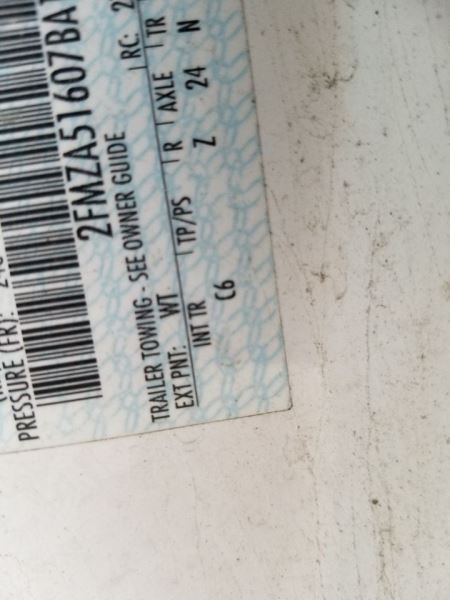 PRESSURE (FR):
2FMZA51607BA
TRAILER TOWING - SEE OWNER GUIDE RC: 2
EXT PNT: WT TP/PS R AXLE TR
INT TR Z 24 N
C6